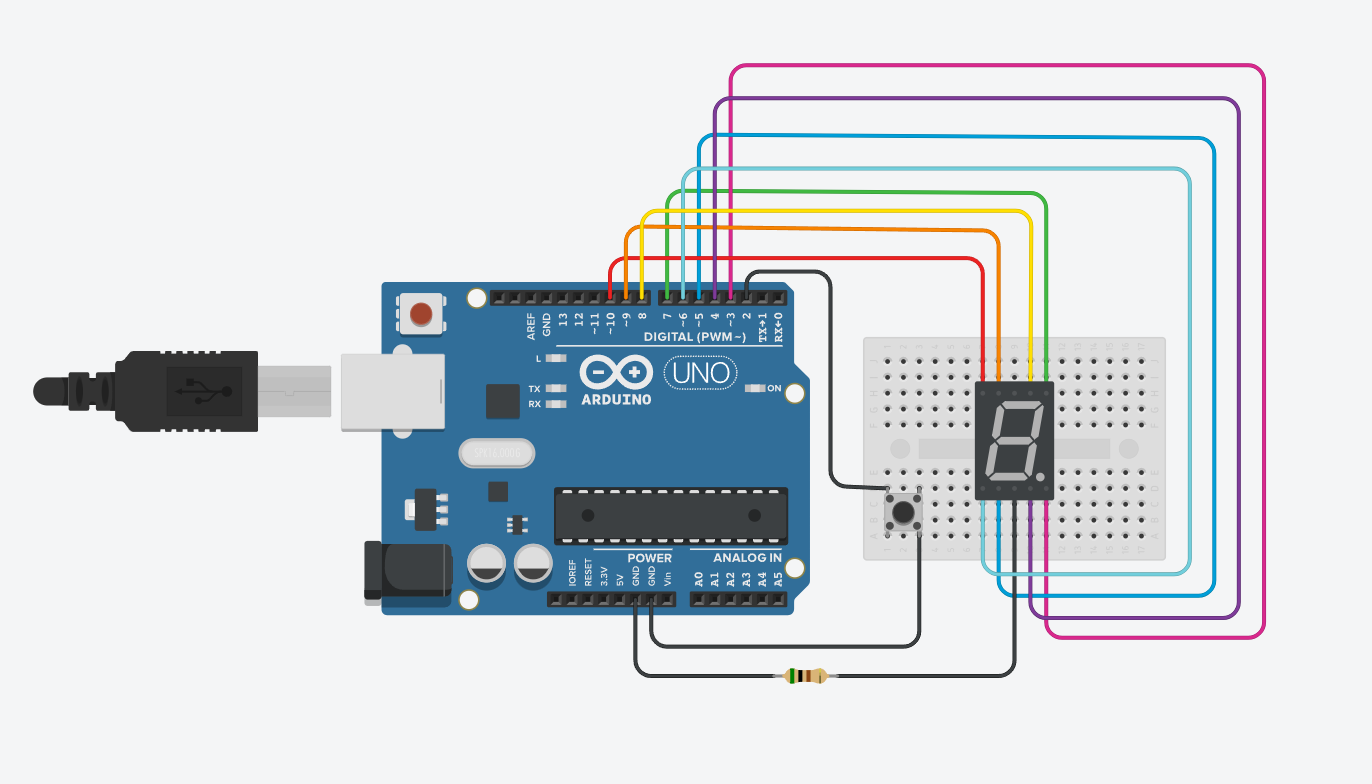 AREF
GND
13
12
~11
~10
~9
8
7
~6
~5
4
~3
2
TX→1
RX←0
DIGITAL (PWM~)
L
TX
RX
ARDUINO
UNO
ON
IOREF
RESET
3.3V
5V
GND
GND
Vin
POWER
ANALOG IN
A0
A1
A2
A3
A4
A5